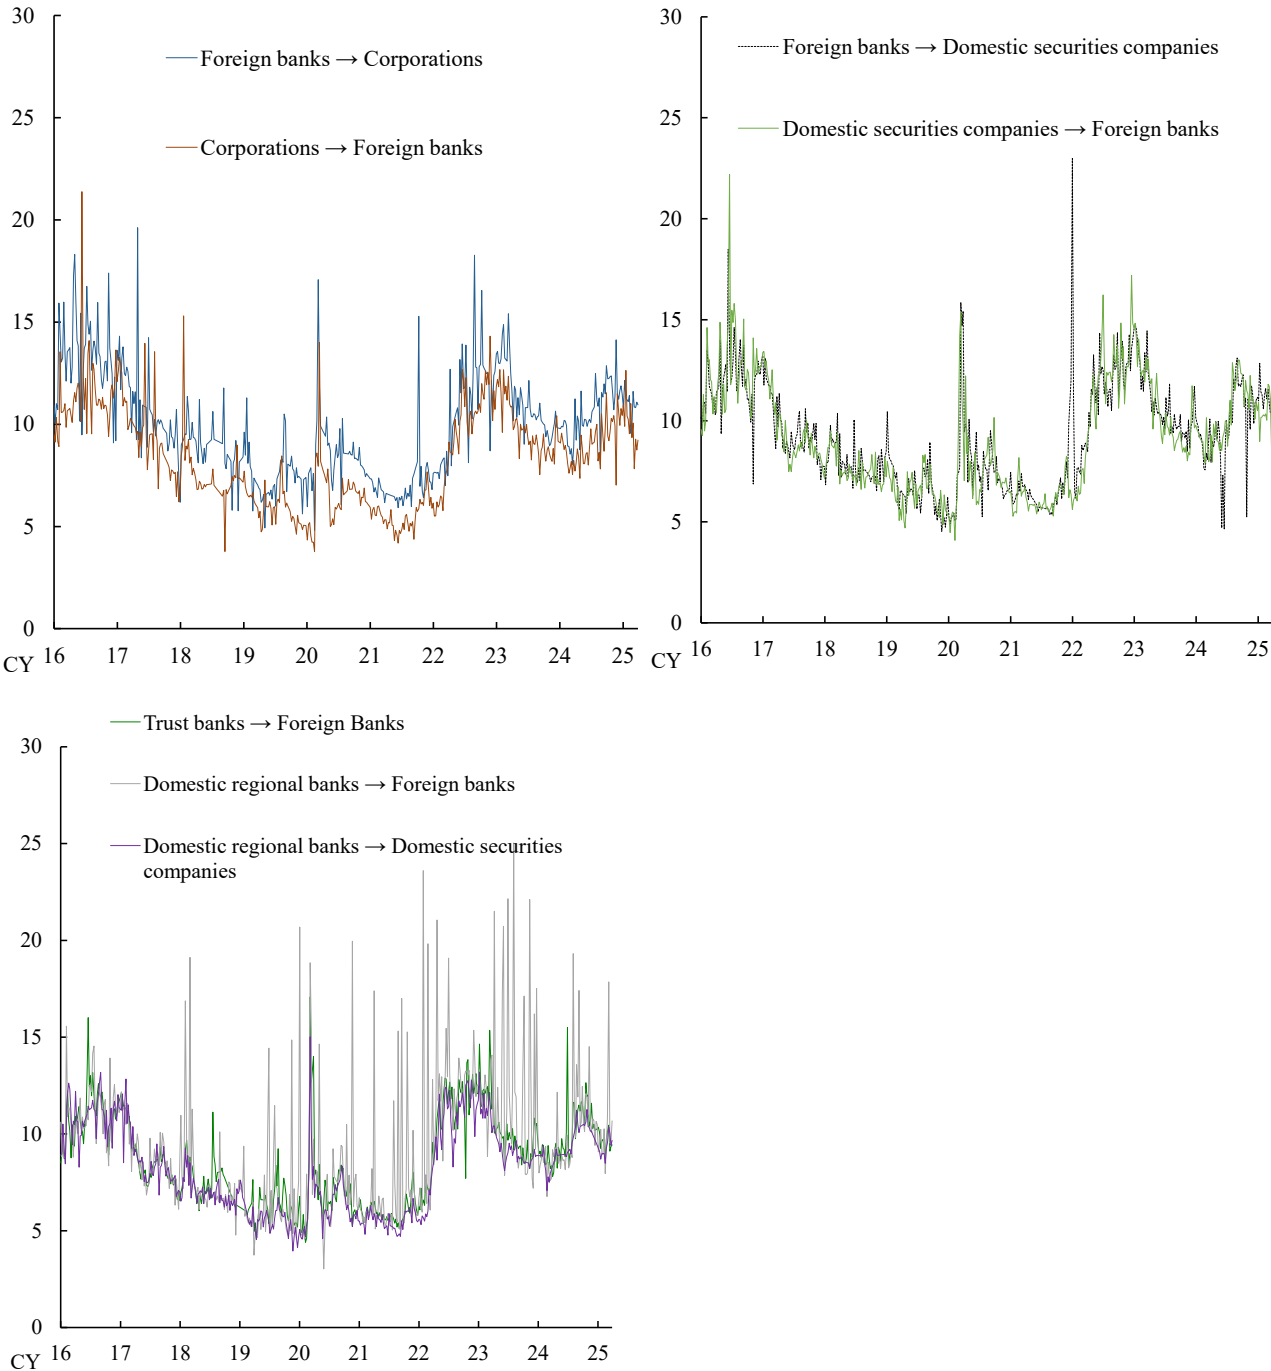 30
25
20
15
10
5
0
Foreign banks → Corporations
Corporations → Foreign banks
16 17 18 19 20 21 22 23 24 25
CY
30
25
20
15
10
5
0
Foreign banks → Domestic securities companies
Domestic securities companies → Foreign banks
16 17 18 19 20 21 22 23 24 25
CY
Trust banks → Foreign Banks
Domestic regional banks → Foreign banks
Domestic regional banks → Domestic securities
companies
30
25
20
15
10
5
0
16 17 18 19 20 21 22 23 24 25
CY